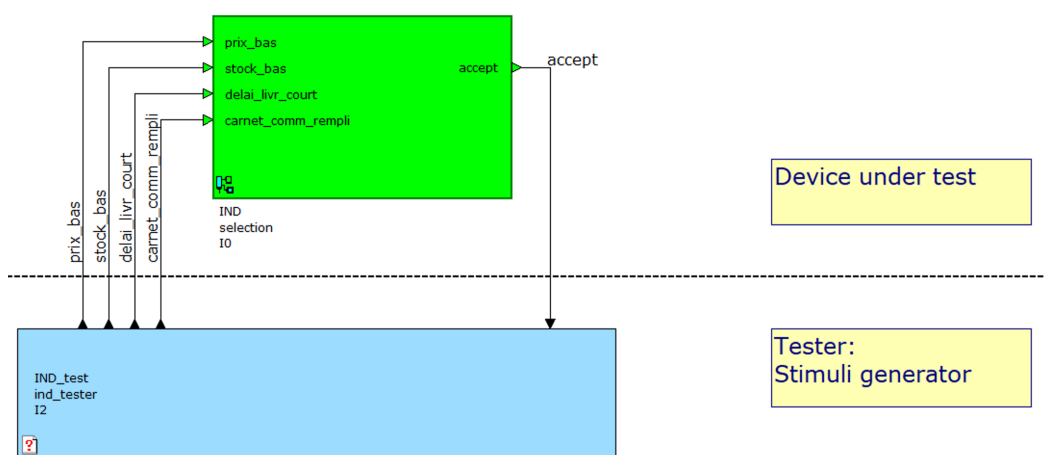 prix_bas
stock_bas
accept
accept
delai_livr_court
carnet_comm_rempli
IND
selection
I0
prix_bas
stock_bas
delai_livr_court
carnet_comm_rempli
Device under test
IND_test
ind_tester
I2
?
Tester:
Stimuli generator